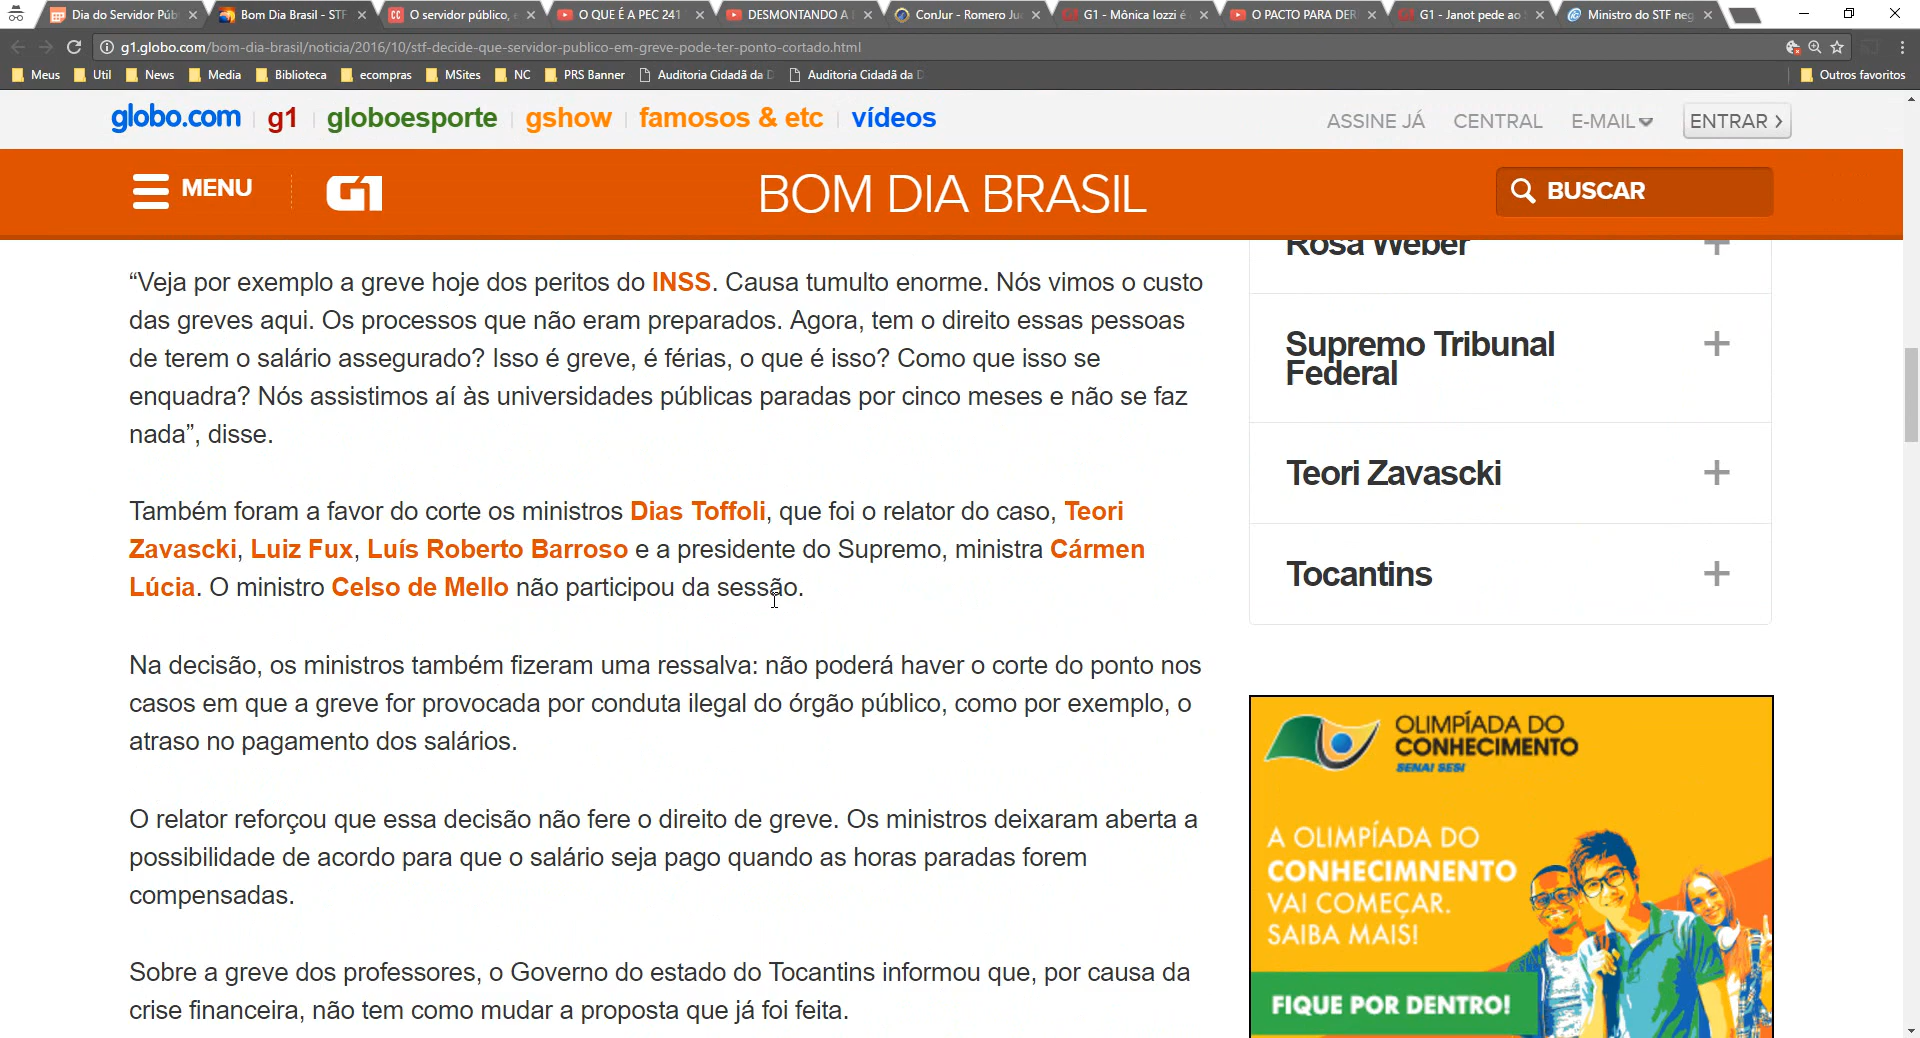 Dia do Servidor Púb
Bom Dia Brasil - STF
O servidor público, e
O QUE É A PEC 241
DESMONTANDO A
ConJur - Romero Ju
G1 - Mônica Iozzi é
O PACTO PARA DER
G1 - Janot pede ao
Ministro do STF neg
g1.globo.com/bom-dia-brasil/noticia/2016/10/stf-decide-que-servidor-publico-em-greve-pode-ter-ponto-cortado.html
Meus Util News Media Biblioteca ecompras MSites NC PRS Banner Auditoria Cidadã da Auditoria Cidadã da Outros favoritos
globo.com g1 globoesporte gshow famosos & etc vídeos ASSINE JÁ CENTRAL E-MAIL ENTRAR >
MENU G1 BOM DIA BRASIL BUSCAR
“Veja por exemplo a greve hoje dos peritos do INSS. Causa tumulto enorme. Nós vimos o custo
das greves aqui. Os processos que não eram preparados. Agora, tem o direito essas pessoas
de terem o salário assegurado? Isso é greve, é férias, o que é isso? Como que isso se
enquadra? Nós assistimos aí às universidades públicas paradas por cinco meses e não se faz
nada”, disse.
Também foram a favor do corte os ministros Dias Toffoli, que foi o relator do caso, Teori
Zavascki, Luiz Fux, Luís Roberto Barroso e a presidente do Supremo, ministra Cármen
Lúcia. O ministro Celso de Mello não participou da sessão.
Na decisão, os ministros também fizeram uma ressalva: não poderá haver o corte do ponto nos
casos em que a greve for provocada por conduta ilegal do órgão público, como por exemplo, o
atraso no pagamento dos salários.
O relator reforçou que essa decisão não fere o direito de greve. Os ministros deixaram aberta a
possibilidade de acordo para que o salário seja pago quando as horas paradas forem
compensadas.
Sobre a greve dos professores, o Governo do estado do Tocantins informou que, por causa da
crise financeira, não tem como mudar a proposta que já foi feita.
Rosa Weber +
Supremo Tribunal +
Federal
Teori Zavascki +
Tocantins +
OLIMPÍADA DO
CONHECIMENTO
SENAI SESI
A OLIMPÍADA DO
CONHECIMNENTO
VAI COMEÇAR.
SAIBA MAIS!
FIQUE POR DENTRO!